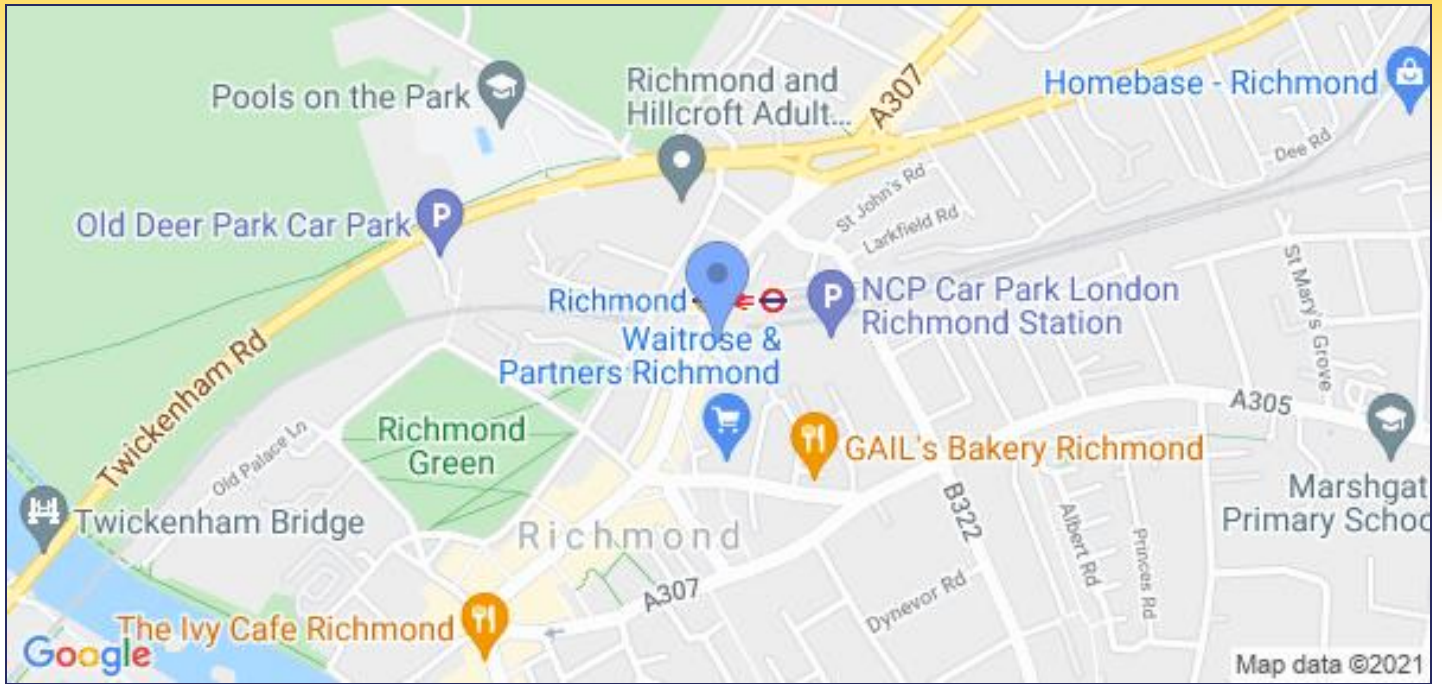 Pools on the Park
Richmond and
Hillcroft Adult...
A307
Homebase - Richmond
Dee Rd
Old Deer Park Car Park
P
St John's Rd
Larkfield Rd
Richmond
P
NCP Car Park London
Richmond Station
Waitrose &
Partners Richmond
St Mary's Grove
Twickenham Rd
Old Palace Ln
Richmond
Green
GAIL's Bakery Richmond
A305
Marshgat
Primary Schoo
Twickenham Bridge
Richmond
B322
Albert Rd
Princes Rd
A307
Dynevor Rd
The Ivy Cafe Richmond
Google
Map data ©2021